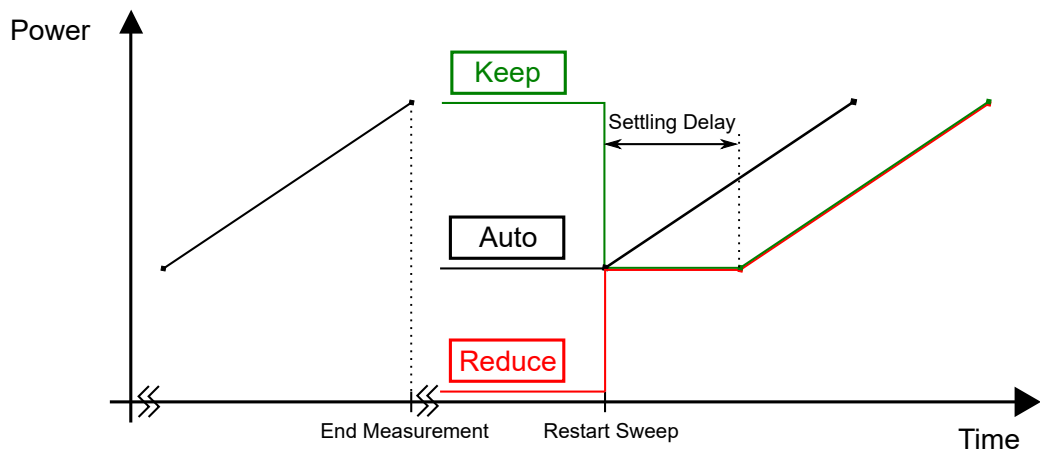 Power
Keep
Settling Delay
Auto
Reduce
End Measurement
Restart Sweep
Time